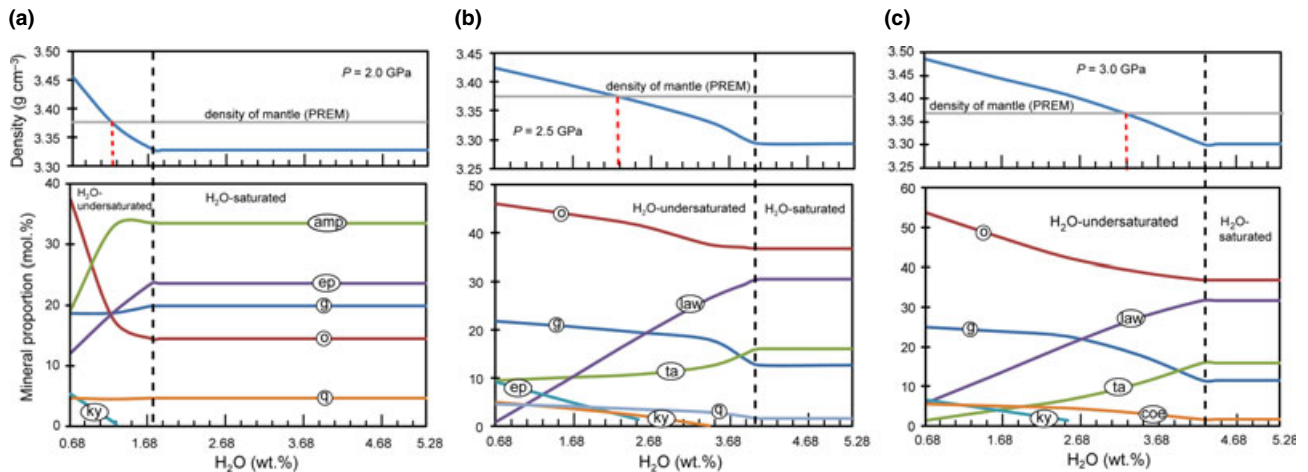 (a)
3.50
3.45
3.40
3.35
3.30
Density (g cm⁻³)
P = 2.0 GPa
density of mantle (PREM)
40
30
20
10
0
Mineral proportion (mol.%)
H₂O-
undersaturated
H₂O-saturated
amp
ep
g
o
q
ky
0.68 1.68 2.68 3.68 4.68 5.28
H₂O (wt.%)
(b)
3.45
3.40
3.35
3.30
3.25
density of mantle (PREM)
P = 2.5 GPa
50
40
30
20
10
0
H₂O-undersaturated
H₂O-saturated
o
law
g
ta
ep
q
ky
0.68 1.68 2.68 3.68 4.68 5.28
H₂O (wt.%)
(c)
3.50
3.45
3.40
3.35
3.30
3.25
P = 3.0 GPa
density of mantle (PREM)
60
50
40
30
20
10
0
H₂O-undersaturated
H₂O-
saturated
o
law
g
ta
coe
ky
0.68 1.68 2.68 3.68 4.68 5.28
H₂O (wt.%)